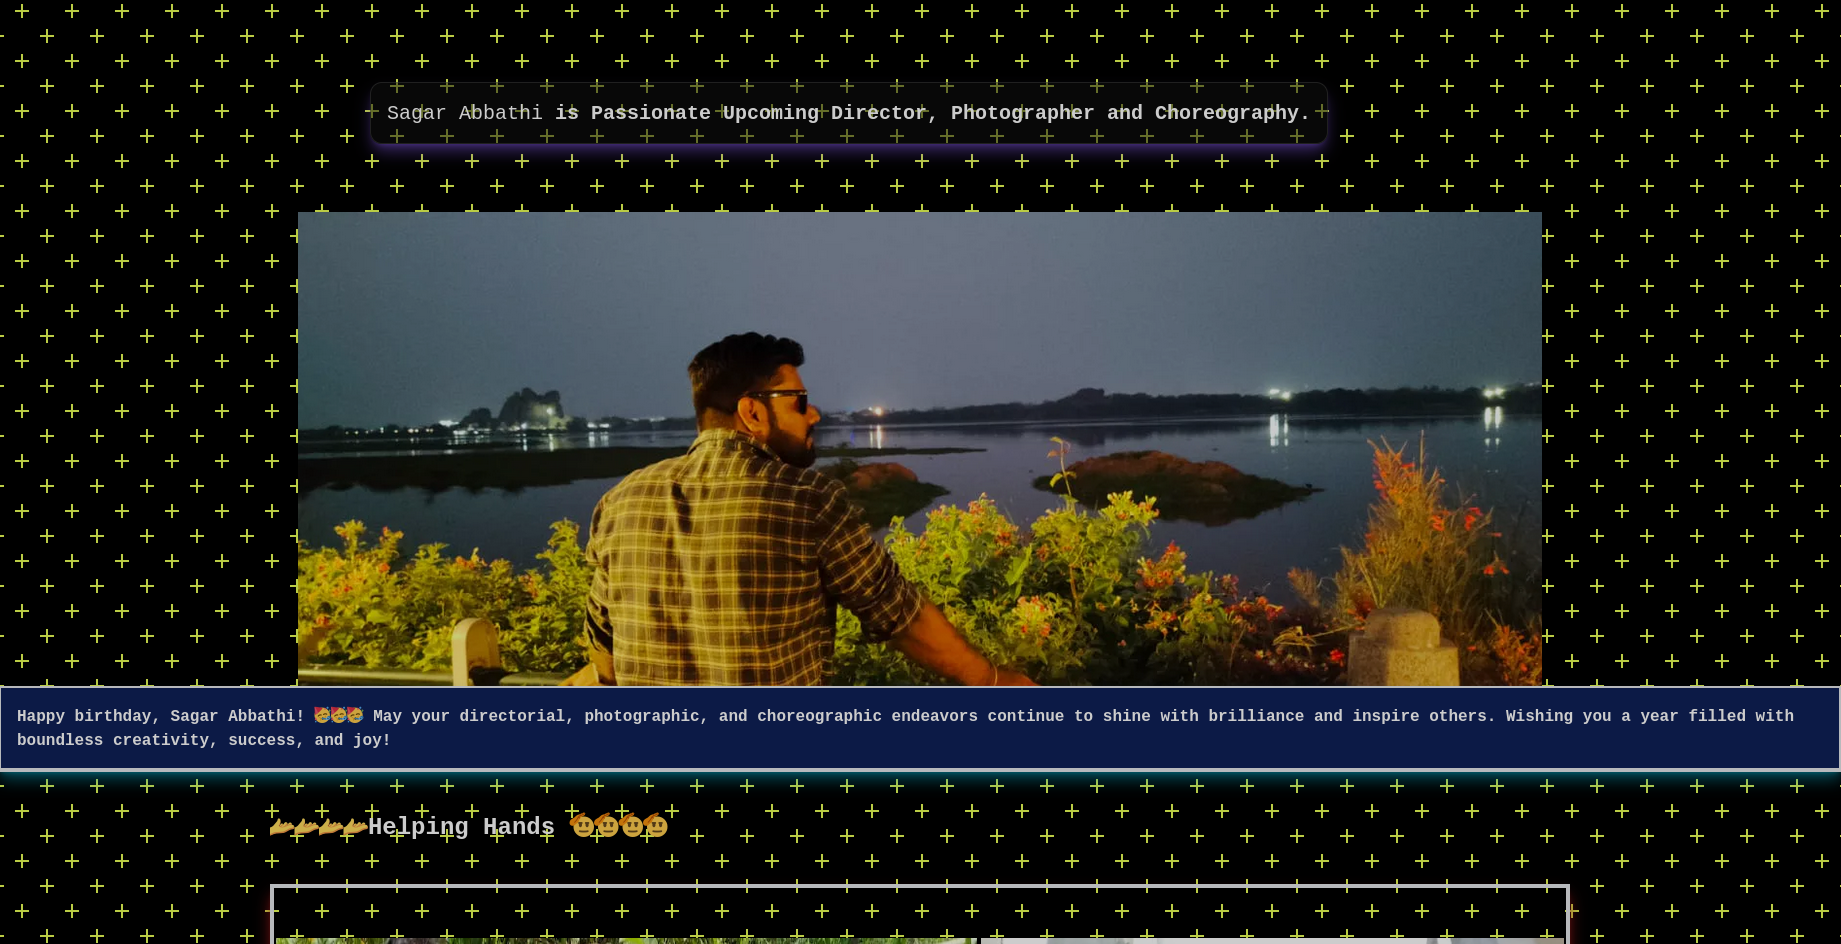 Sagar Abbathi is Passionate Upcoming Director, Photographer and Choreography.
Happy birthday, Sagar Abbathi! 🥳🥳🥳 May your directorial, photographic, and choreographic endeavors continue to shine with brilliance and inspire others. Wishing you a year filled with
boundless creativity, success, and joy!
🫴🫴🫴🫴Helping Hands 🫡🫡🫡🫡